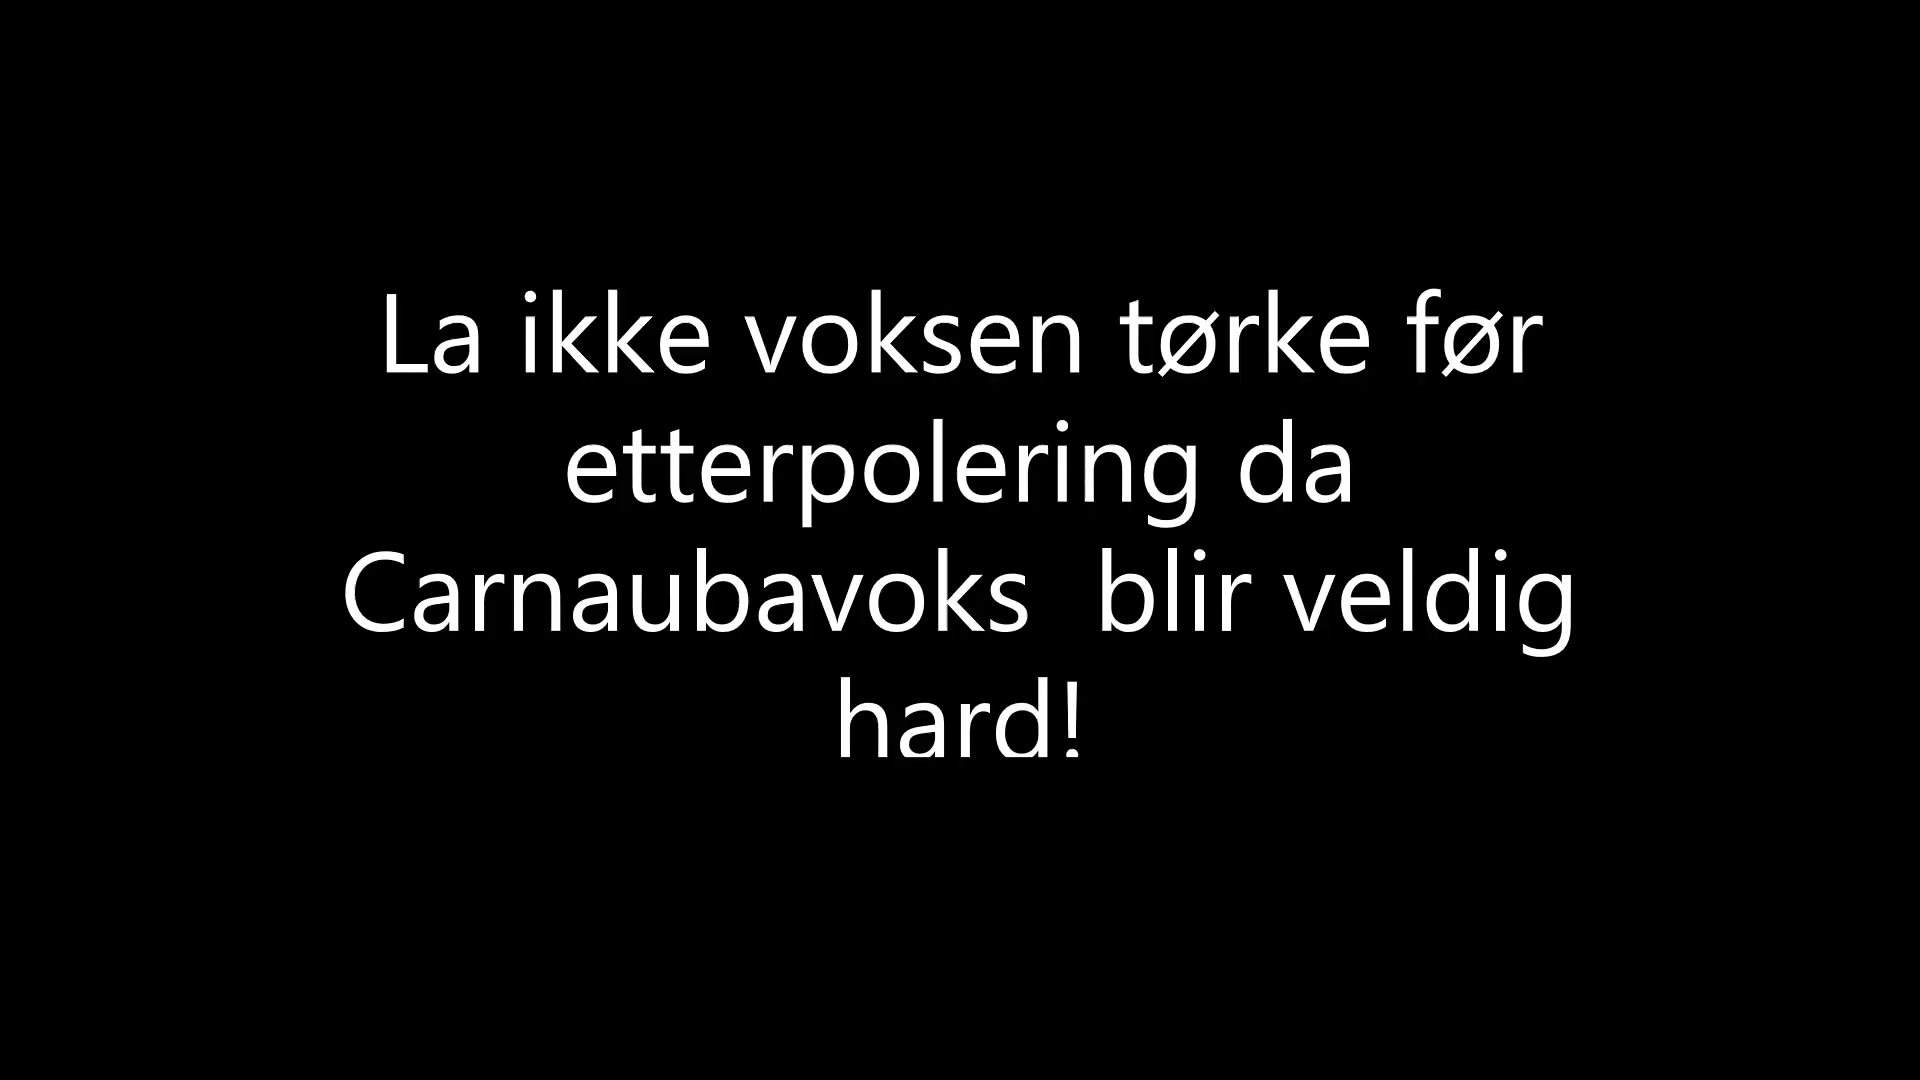 La ikke voksen tørke før
etterpolering da
Carnaubavoks  blir veldig
hard!